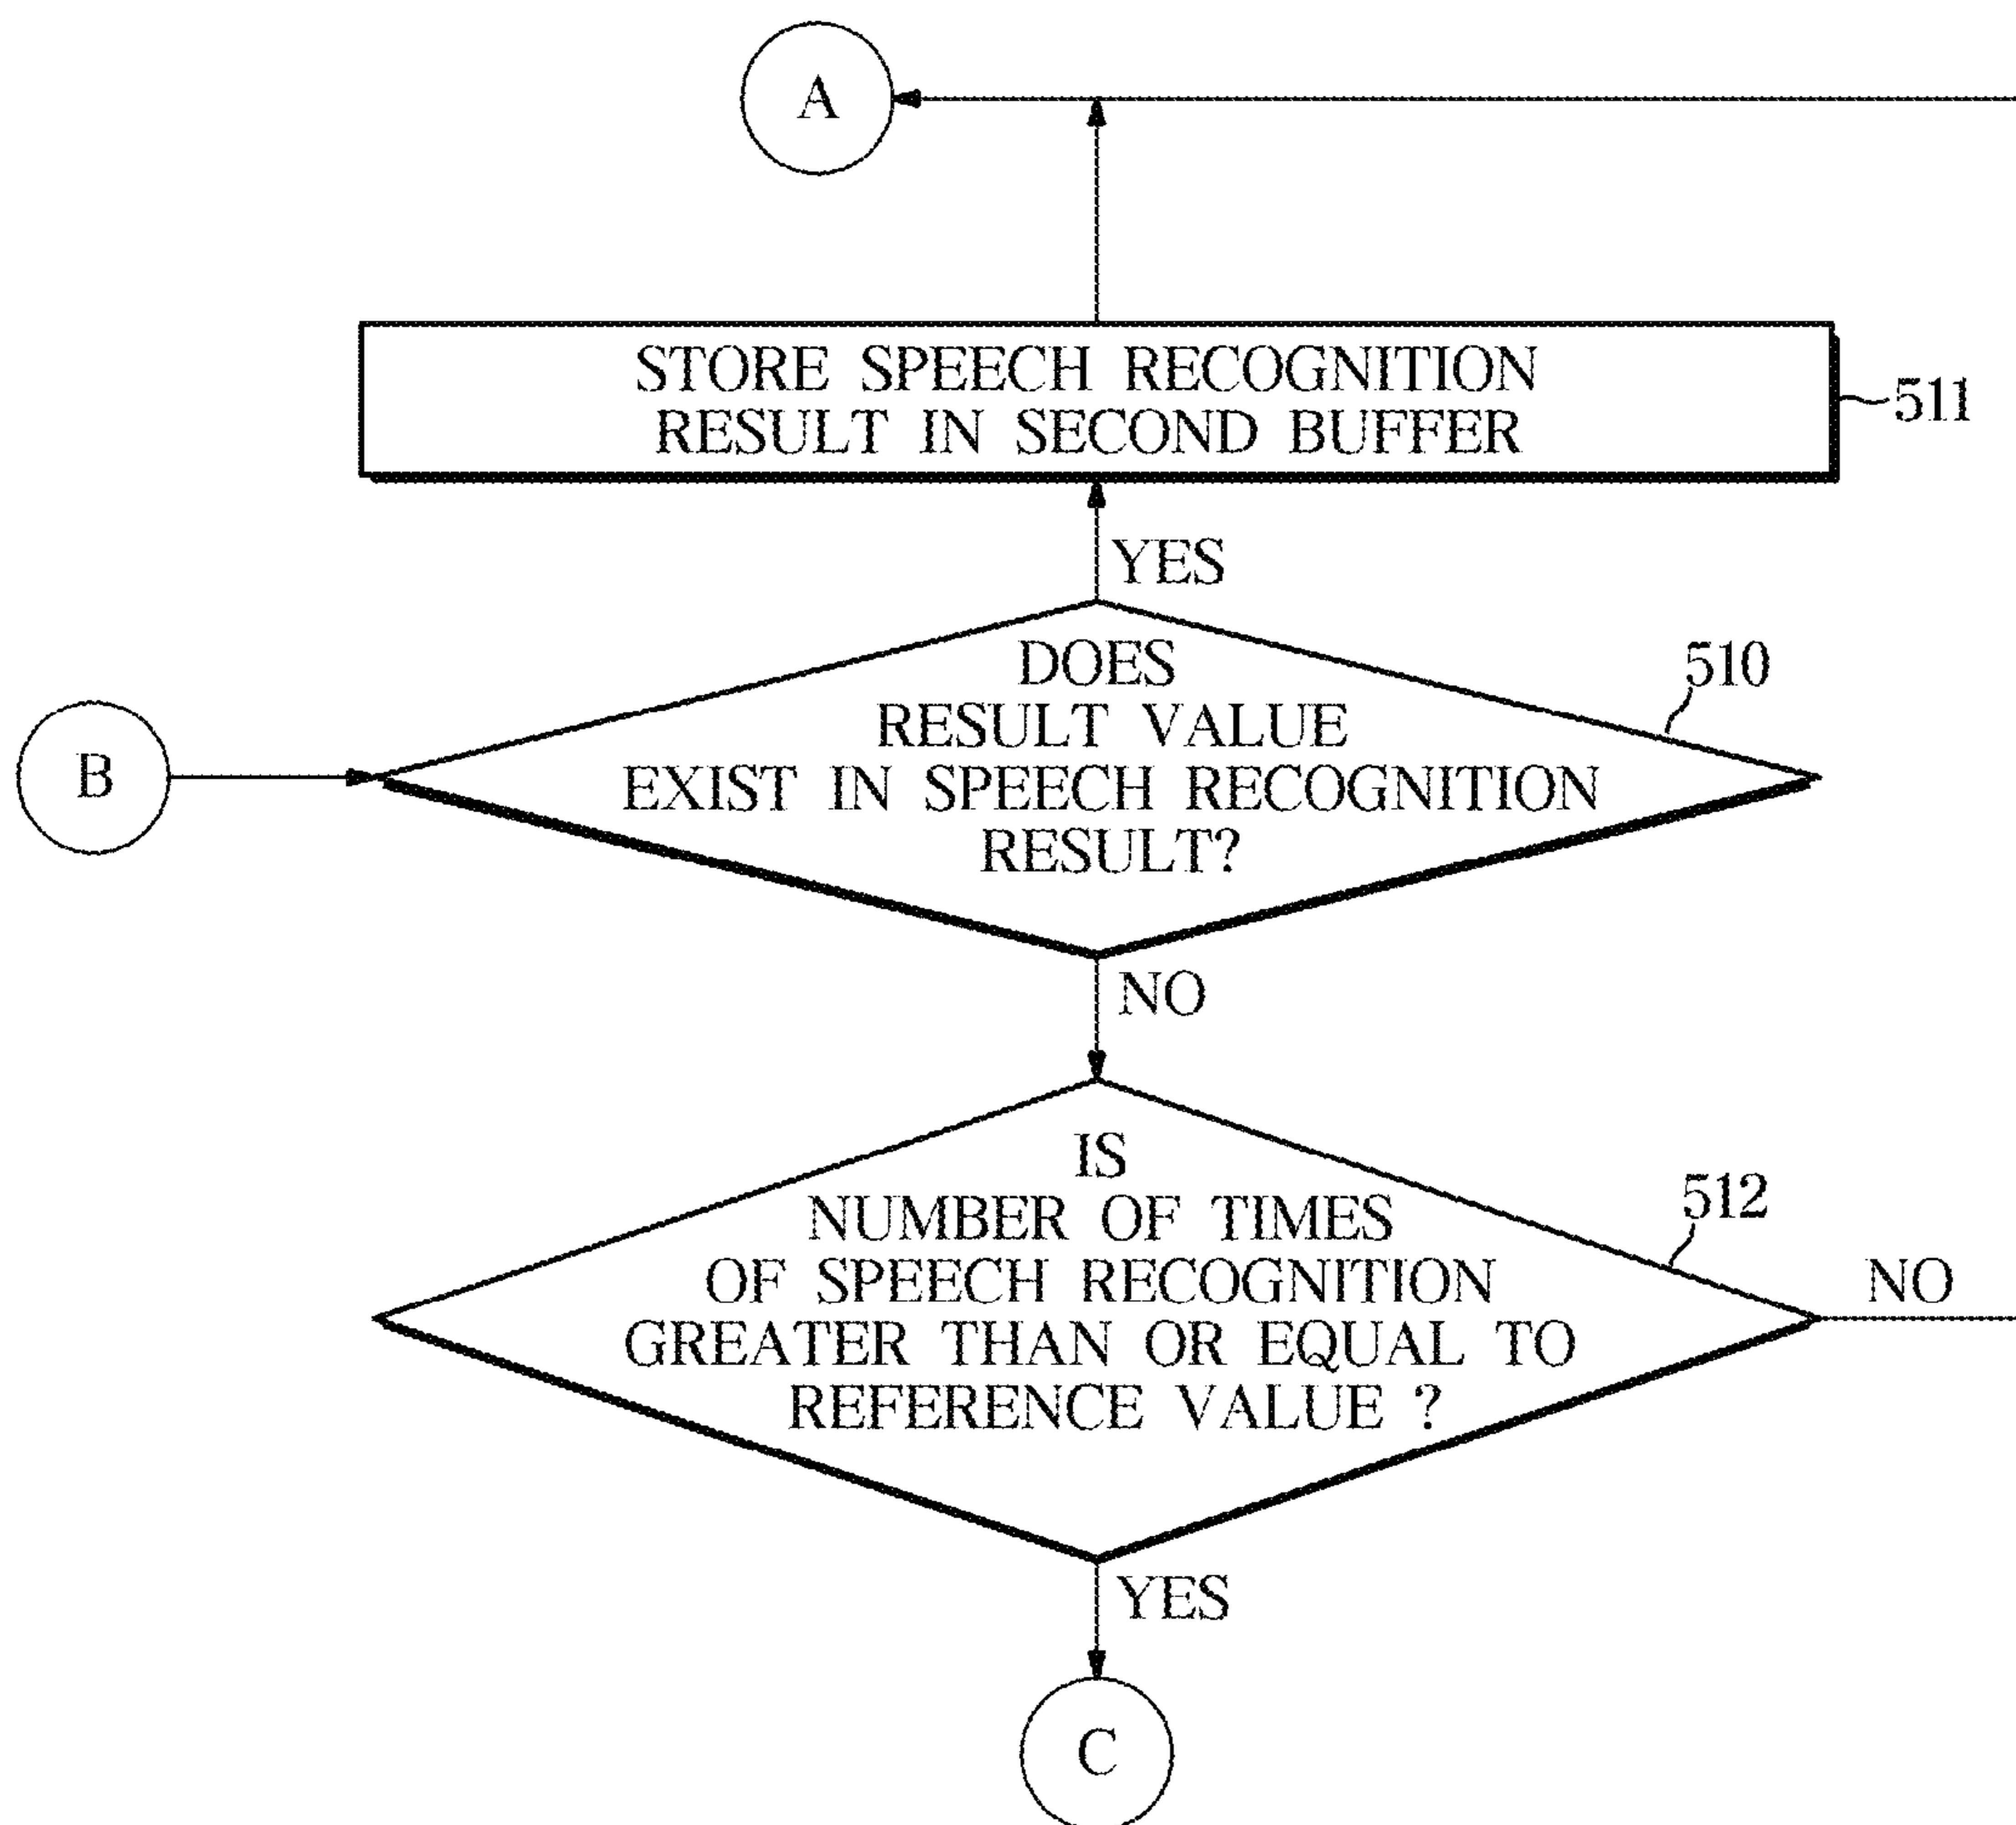 A
STORE SPEECH RECOGNITION
RESULT IN SECOND BUFFER
511
YES
DOES
RESULT VALUE
EXIST IN SPEECH RECOGNITION
RESULT?
510
B
NO
IS
NUMBER OF TIMES
OF SPEECH RECOGNITION
GREATER THAN OR EQUAL TO
REFERENCE VALUE ?
512
NO
YES
C